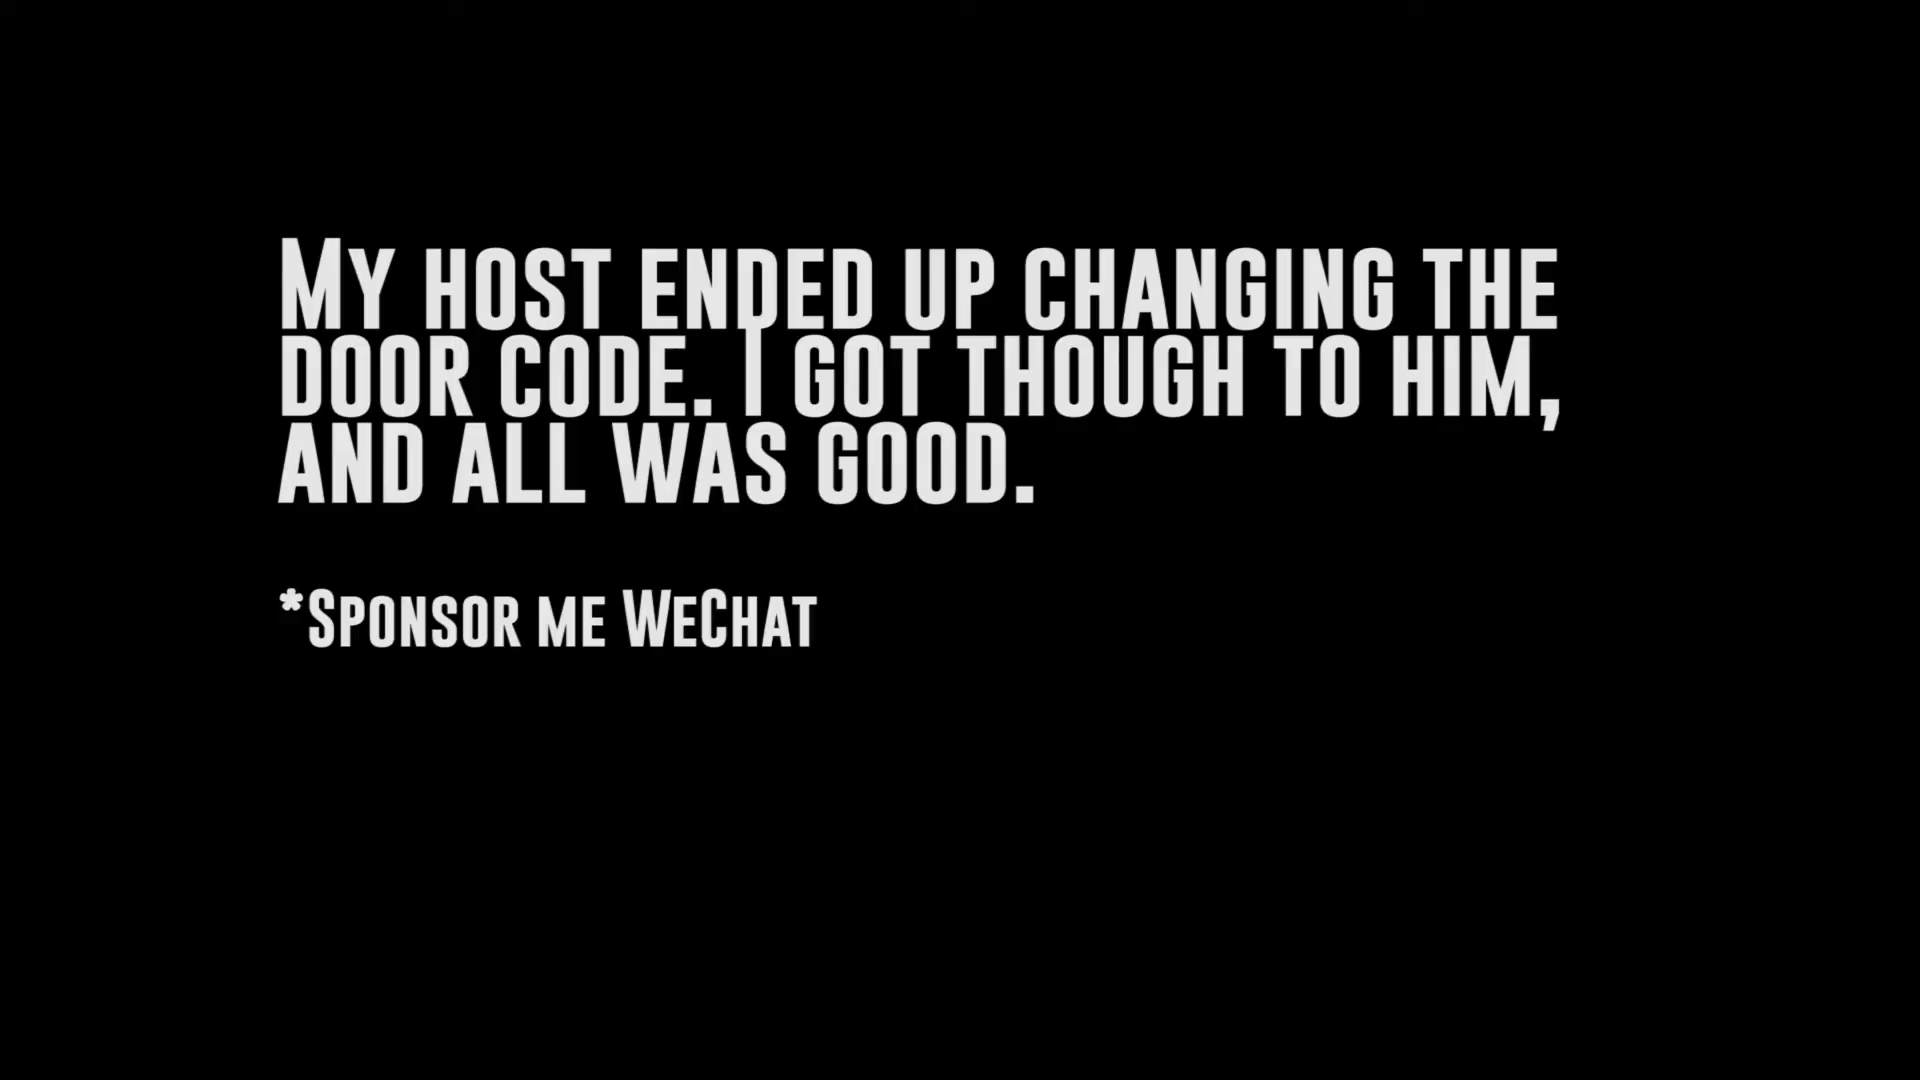 My host ended up changing the
door code. I got though to him,
and all was good.
*Sponsor me WeChat